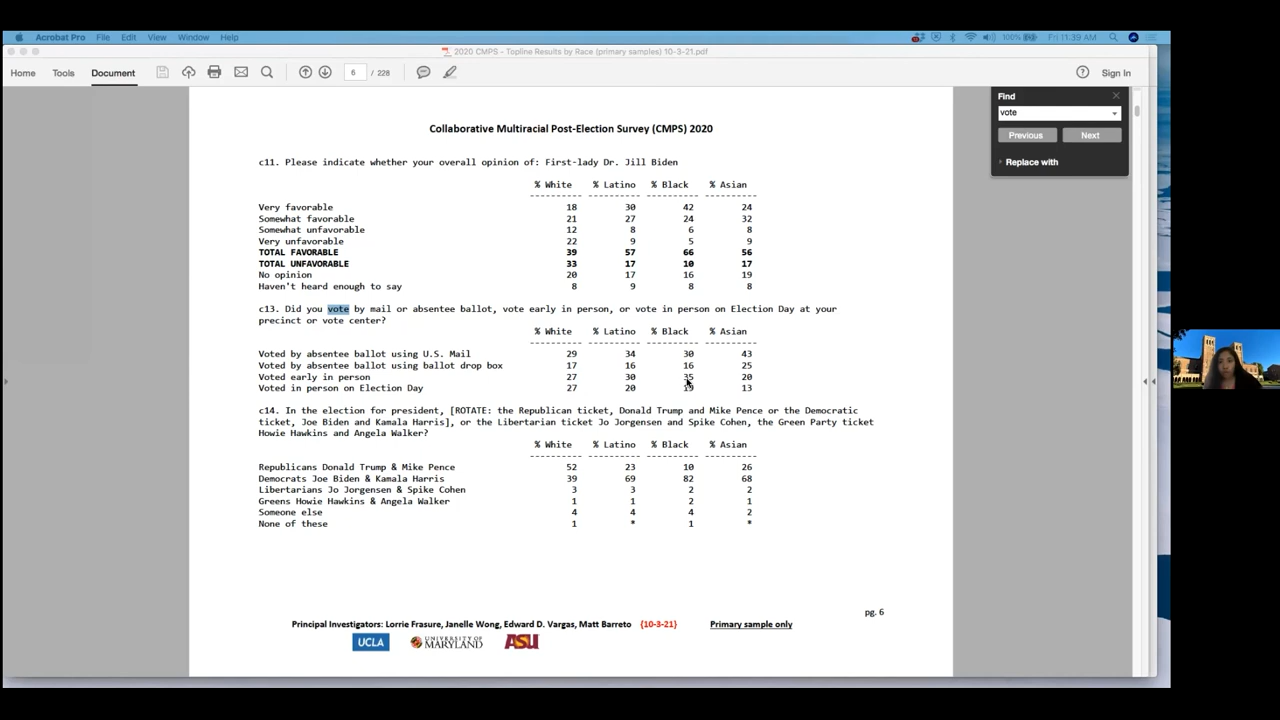 Acrobat Pro File Edit View Window Help 100% Fri 11.39 AM
2020 CMPS - Topline Results by Race (primary samples) 10-3-21.pdf
Home Tools Document 6 / 228 Sign In
Find
vote
Previous Next
Replace with
Collaborative Multiracial Post-Election Survey (CMPS) 2020
c11. Please indicate whether your overall opinion of: First-lady Dr. Jill Biden
% White % Latino % Black % Asian
Very favorable 18 30 42 24
Somewhat favorable 21 27 24 32
Somewhat unfavorable 12 8 6 8
Very unfavorable 22 9 5 9
TOTAL FAVORABLE 39 57 66 56
TOTAL UNFAVORABLE 33 17 10 17
No opinion 20 17 16 19
Haven't heard enough to say 8 9 8 8
c13. Did you vote by mail or absentee ballot, vote early in person, or vote in person on Election Day at your
precinct or vote center?
% White % Latino % Black % Asian
Voted by absentee ballot using U.S. Mail 29 34 30 43
Voted by absentee ballot using ballot drop box 17 16 16 25
Voted early in person 27 30 35 20
Voted in person on Election Day 27 20 19 13
c14. In the election for president, [ROTATE: the Republican ticket, Donald Trump and Mike Pence or the Democratic
ticket, Joe Biden and Kamala Harris], or the Libertarian ticket Jo Jorgensen and Spike Cohen, the Green Party ticket
Howie Hawkins and Angela Walker?
% White % Latino % Black % Asian
Republicans Donald Trump & Mike Pence 52 23 10 26
Democrats Joe Biden & Kamala Harris 39 69 82 68
Libertarians Jo Jorgensen & Spike Cohen 3 3 2 2
Greens Howie Hawkins & Angela Walker 1 1 2 1
Someone else 4 4 4 2
None of these 1 * 1 *
pg. 6
Principal Investigators: Lorrie Frasure, Janelle Wong, Edward D. Vargas, Matt Barreto {10-3-21} Primary sample only
UCLA UNIVERSITY OF MARYLAND ASU